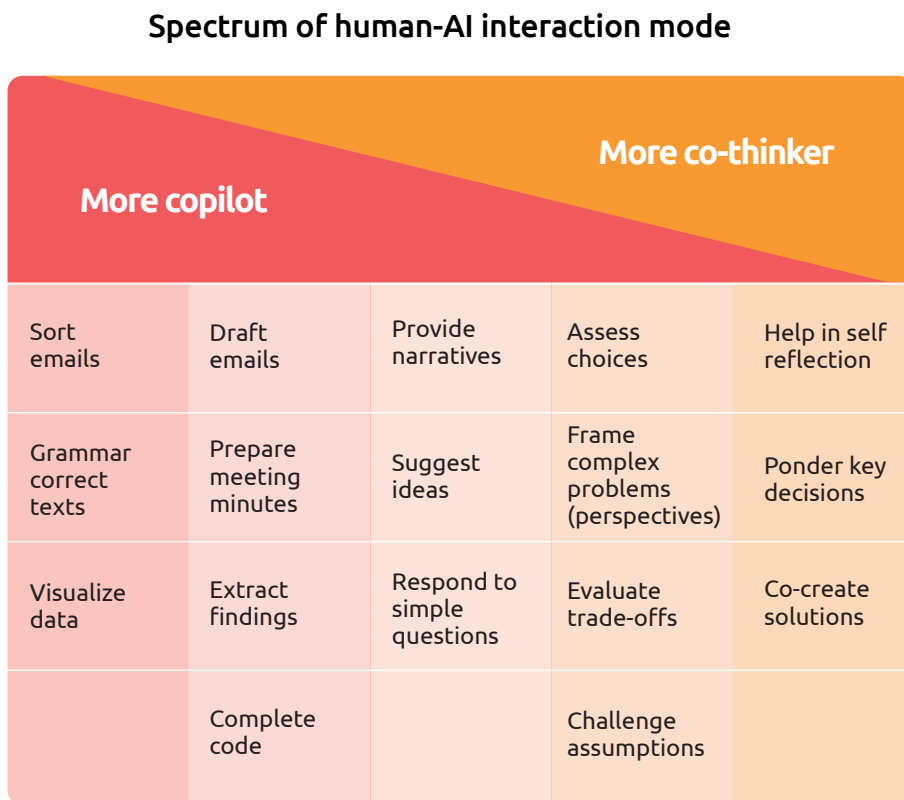 Spectrum of human-AI interaction mode
More co-thinker
More copilot
Sort
emails
Draft
emails
Provide
narratives
Assess
choices
Help in self
reflection
Grammar
correct
texts
Prepare
meeting
minutes
Suggest
ideas
Frame
complex
problems
(perspectives)
Ponder key
decisions
Visualize
data
Extract
findings
Respond to
simple
questions
Evaluate
trade-offs
Co-create
solutions
Complete
code
Challenge
assumptions